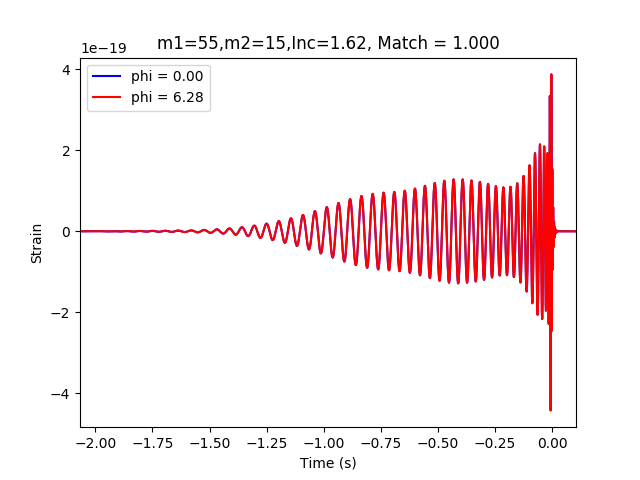 m1=55,m2=15,Inc=1.62, Match = 1.000
1e−19
phi = 0.00
phi = 6.28
4
2
0
−2
−4
Strain
−2.00 −1.75 −1.50 −1.25 −1.00 −0.75 −0.50 −0.25 0.00
Time (s)